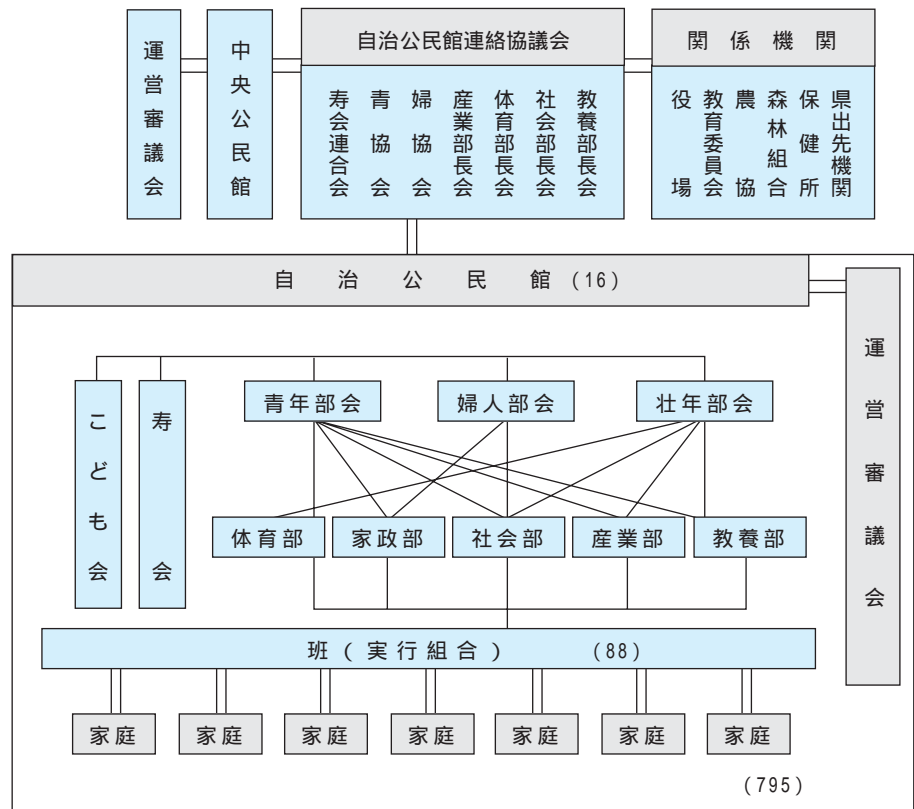 運営審議会
中央公民館
自治公民館連絡協議会
寿会連合会
青協会
婦協会
産業部長会
体育部長会
社会部長会
教養部長会
関係機関
役場
教育委員会
農協
森林組合
保健所
県出先機関
自治公民館（16）
運営審議会
こども会
寿会
青年部会
婦人部会
壮年部会
体育部
家政部
社会部
産業部
教養部
班（実行組合）（88）
家庭
家庭
家庭
家庭
家庭
家庭
家庭
（795）